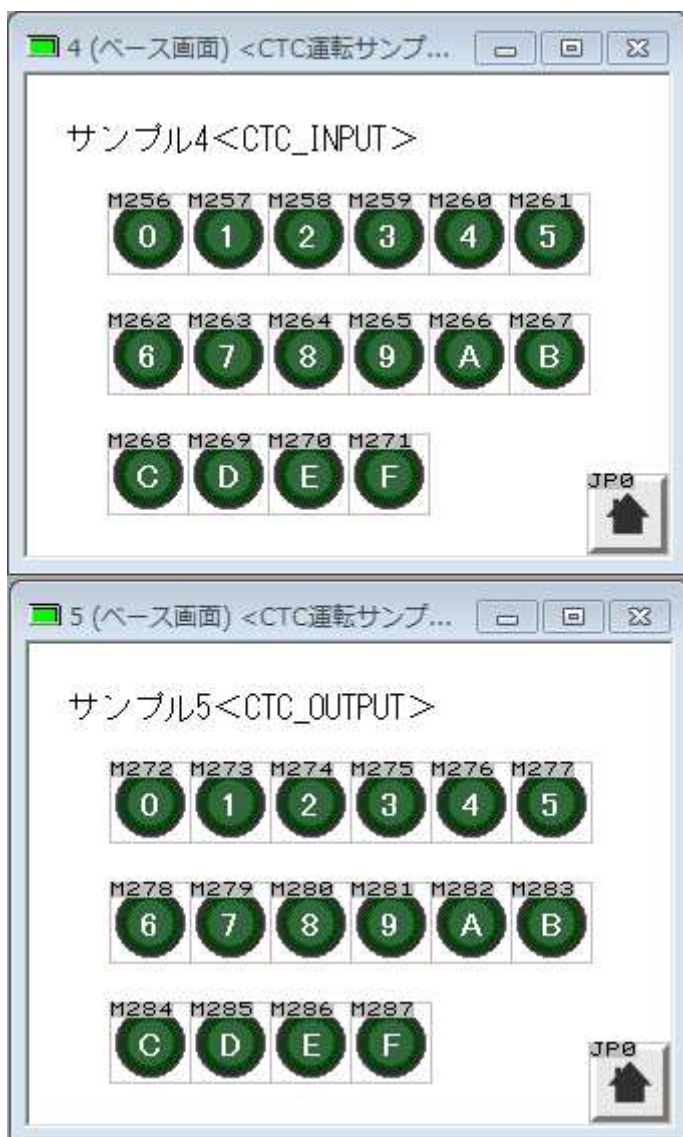 4 (ベース画面) <CTC運転サンプ...
サンプル4<CTC_INPUT>
M256 M257 M258 M259 M260 M261
0 1 2 3 4 5
M262 M263 M264 M265 M266 M267
6 7 8 9 A B
M268 M269 M270 M271
C D E F
JP0
5 (ベース画面) <CTC運転サンプ...
サンプル5<CTC_OUTPUT>
M272 M273 M274 M275 M276 M277
0 1 2 3 4 5
M278 M279 M280 M281 M282 M283
6 7 8 9 A B
M284 M285 M286 M287
C D E F
JP0